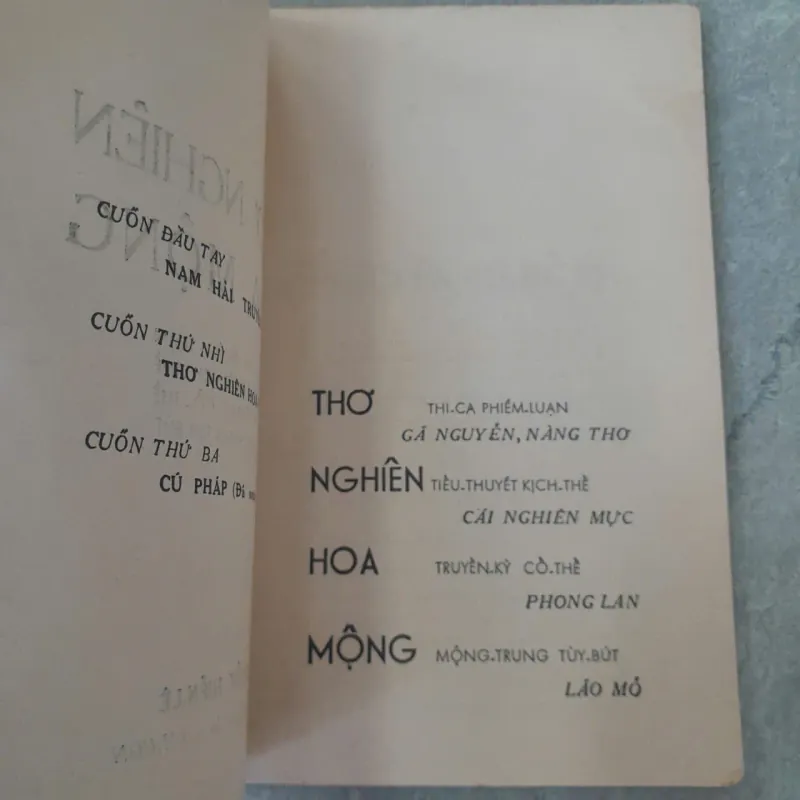 CUỐN ĐẦU TAY
NAM HẢI
CUỐN THỨ NHÌ
THƠ NGHIÊN HOA
CUỐN THỨ BA
CÚ PHÁP
THƠ THI-CA PHIẾM-LUẬN
GÃ NGUYỄN, NÀNG THƠ
NGHIÊN TIỂU-THUYẾT KỊCH-THỂ
CÁI NGHIÊN MỰC
HOA TRUYỀN-KỲ CỔ-THỂ
PHONG LAN
MỘNG MỘNG-TRUNG TÙY-BÚT
LÃO MỎ